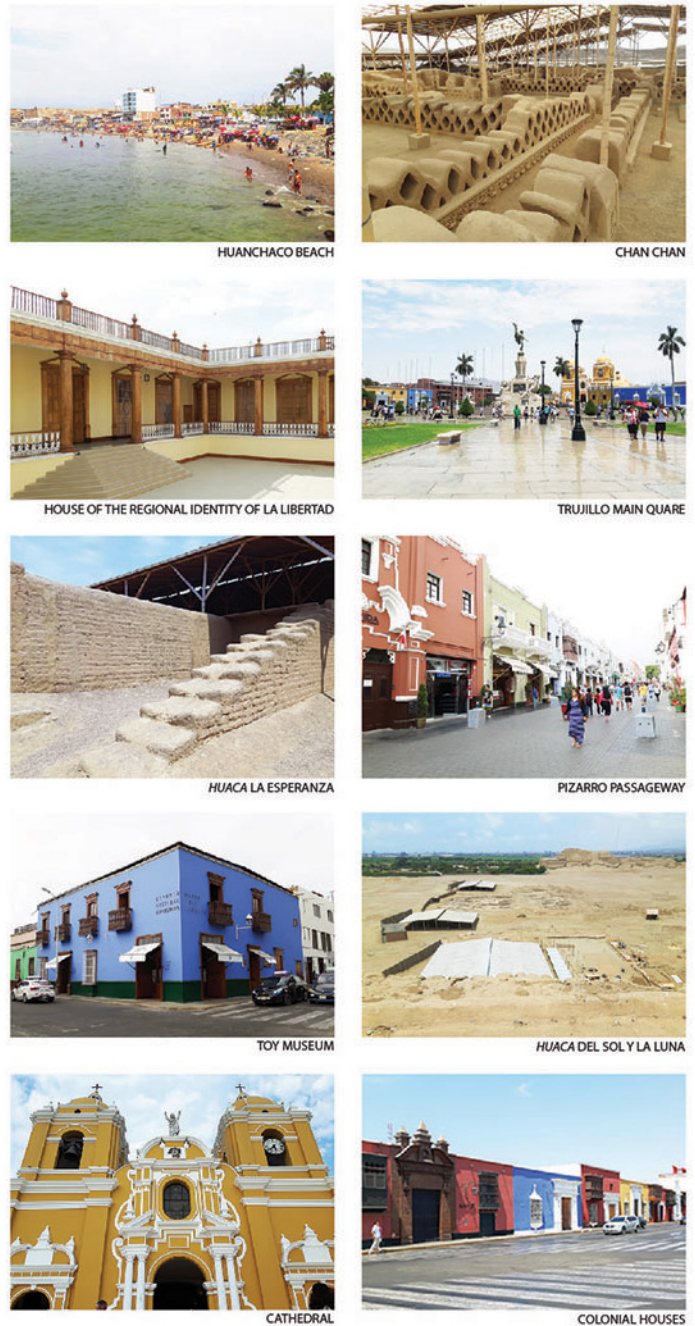 HUANCHACO BEACH
CHAN CHAN
HOUSE OF THE REGIONAL IDENTITY OF LA LIBERTAD
TRUJILLO MAIN QUARE
HUACA LA ESPERANZA
PIZARRO PASSAGEWAY
TOY MUSEUM
HUACA DEL SOL Y LA LUNA
CATHEDRAL
COLONIAL HOUSES